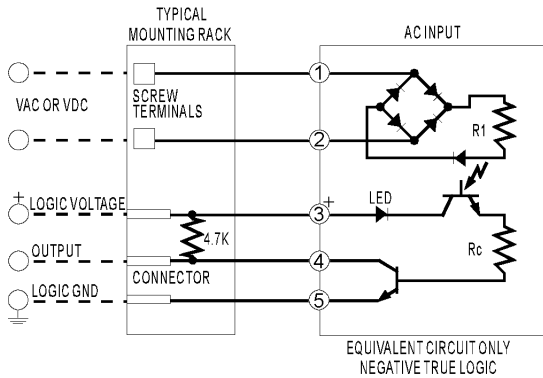 TYPICAL
MOUNTING RACK
AC INPUT
1
VAC OR VDC
SCREW
TERMINALS
R1
2
+
LOGIC VOLTAGE
3
+
LED
4.7K
OUTPUT
4
Rc
CONNECTOR
LOGIC GND
5
EQUIVALENT CIRCUIT ONLY
NEGATIVE TRUE LOGIC